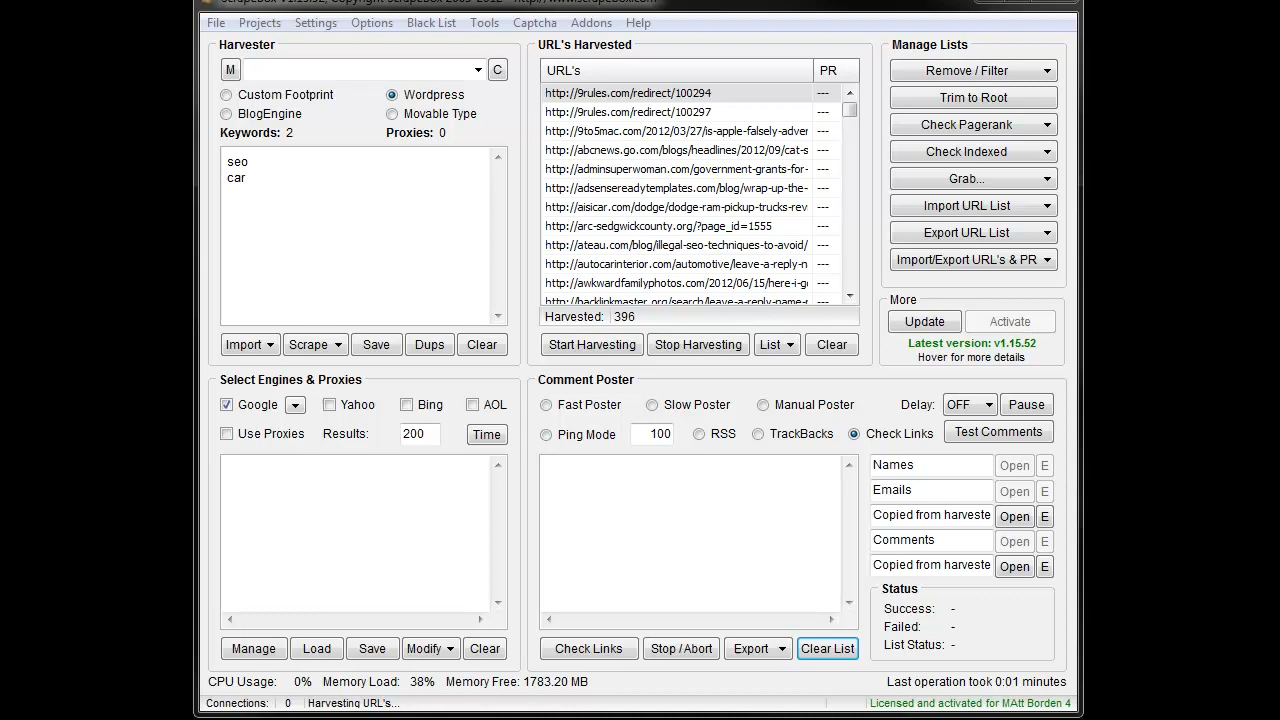 ScrapeBox V1.15.52, Copyright ScrapeBox 2009-2012 - http://www.scrapebox.com
File Projects Settings Options Black List Tools Captcha Addons Help
Harvester
M
C
Custom Footprint
Wordpress
BlogEngine
Movable Type
Keywords: 2
Proxies: 0
seo
car
Import
Scrape
Save
Dups
Clear
URL's Harvested
URL's PR
http://9rules.com/redirect/100294 ---
http://9rules.com/redirect/100297 ---
http://9to5mac.com/2012/03/27/is-apple-falsely-adver ---
http://abcnews.go.com/blogs/headlines/2012/09/cat-s ---
http://adminsuperwoman.com/government-grants-for- ---
http://adsensereadytemplates.com/blog/wrap-up-the- ---
http://aisicar.com/dodge/dodge-ram-pickup-trucks-rev ---
http://arc-sedgwickcounty.org/?page_id=1555 ---
http://ateau.com/blog/illegal-seo-techniques-to-avoid/ ---
http://autocarinterior.com/automotive/leave-a-reply-n ---
http://awkwardfamilyphotos.com/2012/06/15/here-i-go ---
http://backlinkmaster.org/search/leave-a-reply-name-r ---
Harvested: 396
Start Harvesting
Stop Harvesting
List
Clear
Manage Lists
Remove / Filter
Trim to Root
Check Pagerank
Check Indexed
Grab...
Import URL List
Export URL List
Import/Export URL's & PR
More
Update
Activate
Latest version: v1.15.52
Hover for more details
Select Engines & Proxies
Google
Yahoo
Bing
AOL
Use Proxies
Results: 200
Time
Manage
Load
Save
Modify
Clear
Comment Poster
Fast Poster
Slow Poster
Manual Poster
Delay: OFF
Pause
Ping Mode 100
RSS
TrackBacks
Check Links
Test Comments
Names Open E
Emails Open E
Copied from harveste Open E
Comments Open E
Copied from harveste Open E
Status
Success: -
Failed: -
List Status: -
Check Links
Stop / Abort
Export
Clear List
CPU Usage: 0% Memory Load: 38% Memory Free: 1783.20 MB
Last operation took 0:01 minutes
Connections: 0 Harvesting URL's...
Licensed and activated for MAtt Borden 4